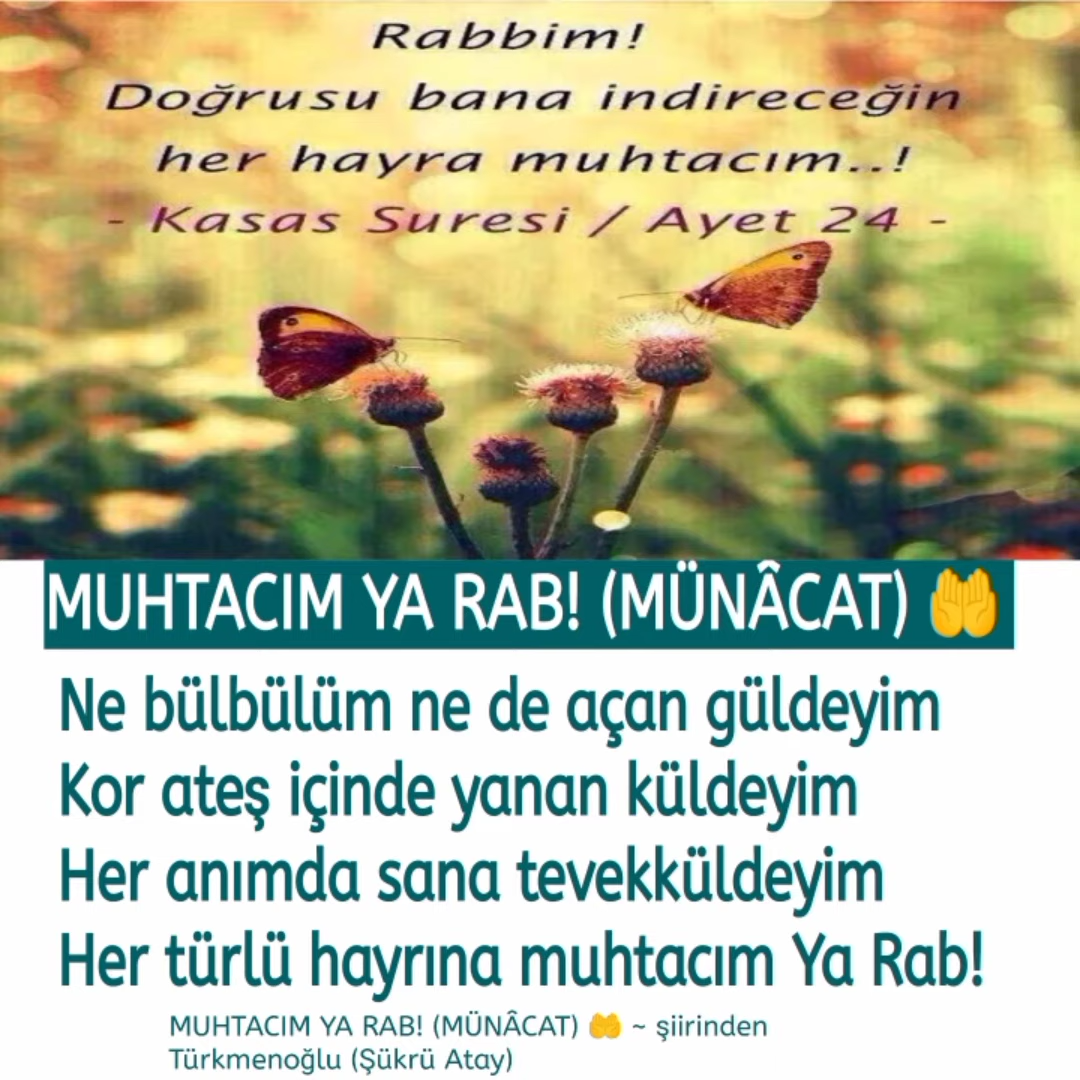 Rabbim!
Doğrusu bana indireceğin
her hayra muhtacım..!
- Kasas Suresi / Ayet 24 -
MUHTACIM YA RAB! (MÜNÂCAT) 🤲
Ne bülbülüm ne de açan güldeyim
Kor ateş içinde yanan küldeyim
Her anımda sana tevekküldeyim
Her türlü hayrına muhtacım Ya Rab!
MUHTACIM YA RAB! (MÜNÂCAT) 🤲 ~ şiirinden
Türkmenoğlu (Şükrü Atay)